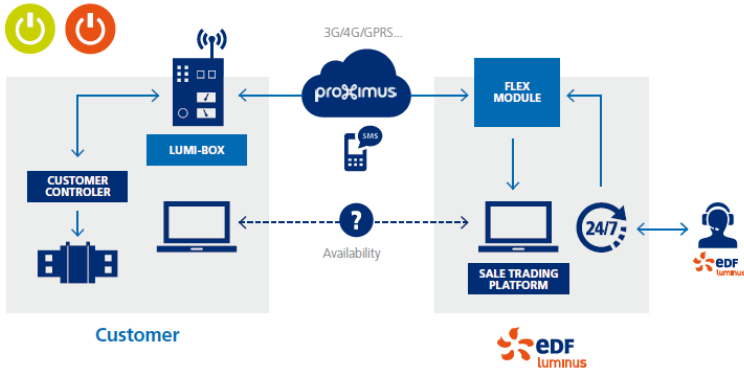 3G/4G/GPRS...
proximus
FLEX
MODULE
SMS
LUMI-BOX
CUSTOMER
CONTROLER
?
Availability
24/7
SALE TRADING
PLATFORM
eDF
luminus
Customer
eDF
luminus